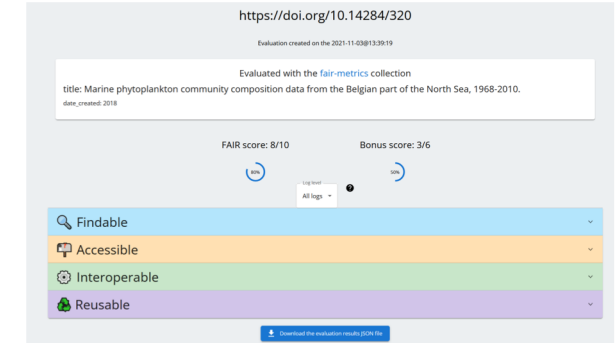 https://doi.org/10.14284/320
Evaluation created on the 2021-11-03@13:39:19
Evaluated with the fair-metrics collection
title: Marine phytoplankton community composition data from the Belgian part of the North Sea, 1968-2010.
date_created: 2018
FAIR score: 8/10 Bonus score: 3/6
80% 50%
Log level
All logs
Findable
Accessible
Interoperable
Reusable
Download the evaluation results JSON file